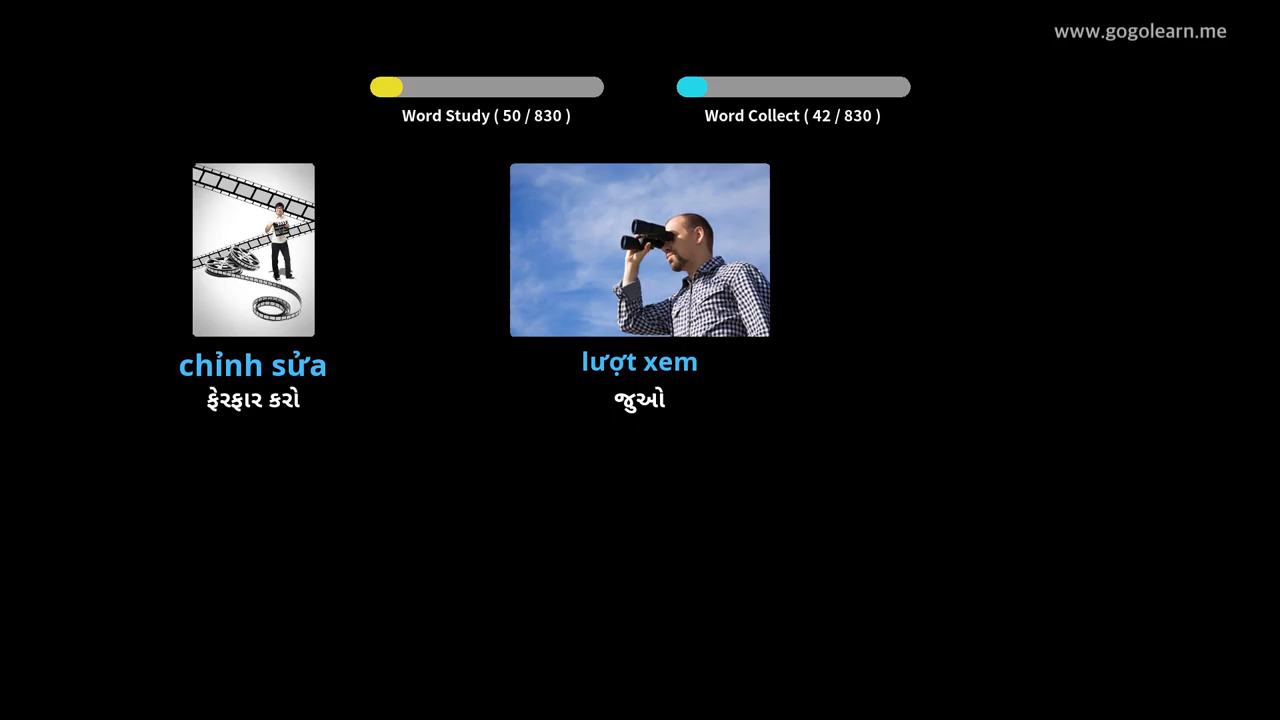 www.gogolearn.me
Word Study ( 50 / 830 )
Word Collect ( 42 / 830 )
chỉnh sửa
ફેરફાર કરો
lượt xem
જુઓ